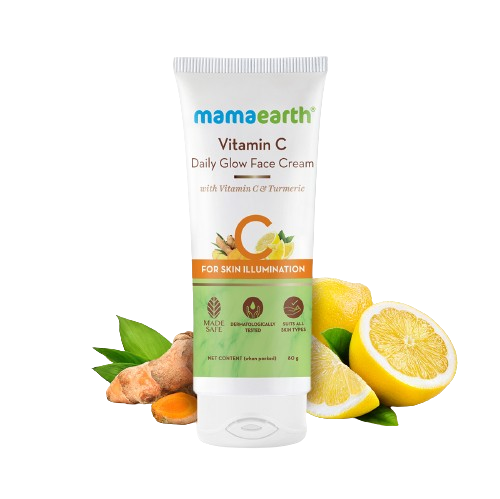 mamaearth®
Vitamin C
Daily Glow Face Cream
with Vitamin C & Turmeric
C
FOR SKIN ILLUMINATION
MADE SAFE
DERMATOLOGICALLY TESTED
SUITS ALL SKIN TYPES
NET CONTENT (when packed) 80 g